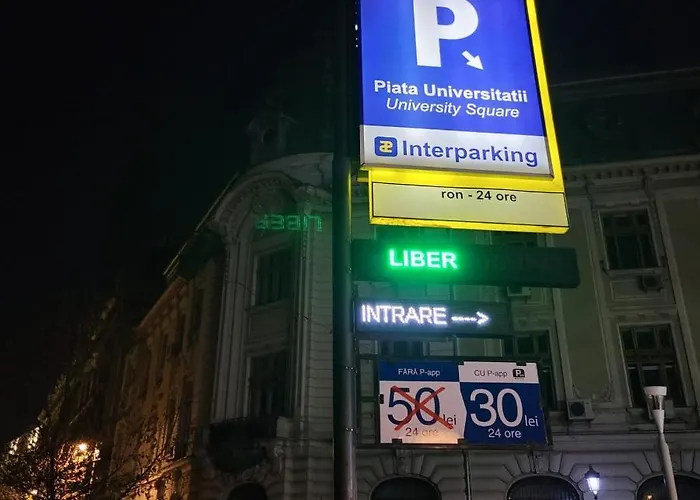 P
Piata Universitatii
University Square
Interparking
ron - 24 ore
LIBER
INTRARE ---->
FĂRĂ P-app
50 lei
24 ore
CU P-app P
30 lei
24 ore